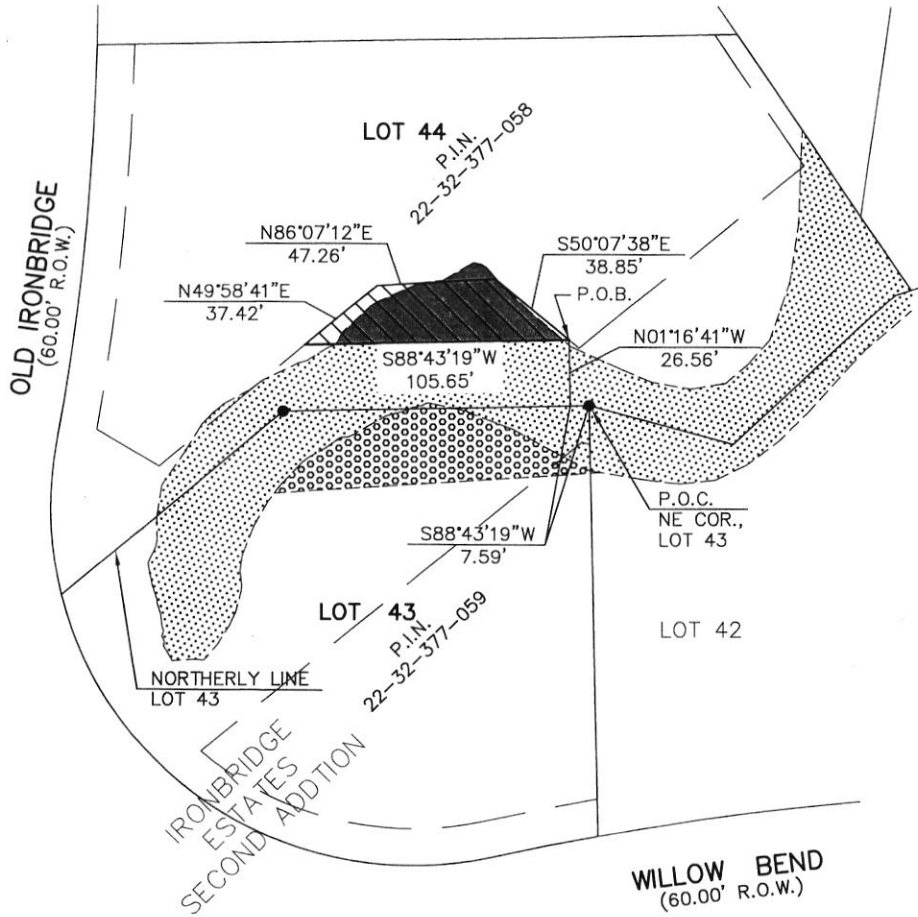 LOT 44
P.I.N.
22-32-377-058
OLD IRONBRIDGE
(60.00' R.O.W.)
N86°07'12"E
47.26'
S50°07'38"E
38.85'
N49°58'41"E
37.42'
P.O.B.
N01°16'41"W
26.56'
S88°43'19"W
105.65'
P.O.C.
NE COR.,
LOT 43
S88°43'19"W
7.59'
LOT 43
P.I.N.
22-32-377-059
LOT 42
NORTHERLY LINE
LOT 43
IRONBRIDGE
ESTATES
SECOND ADDTION
WILLOW BEND
(60.00' R.O.W.)